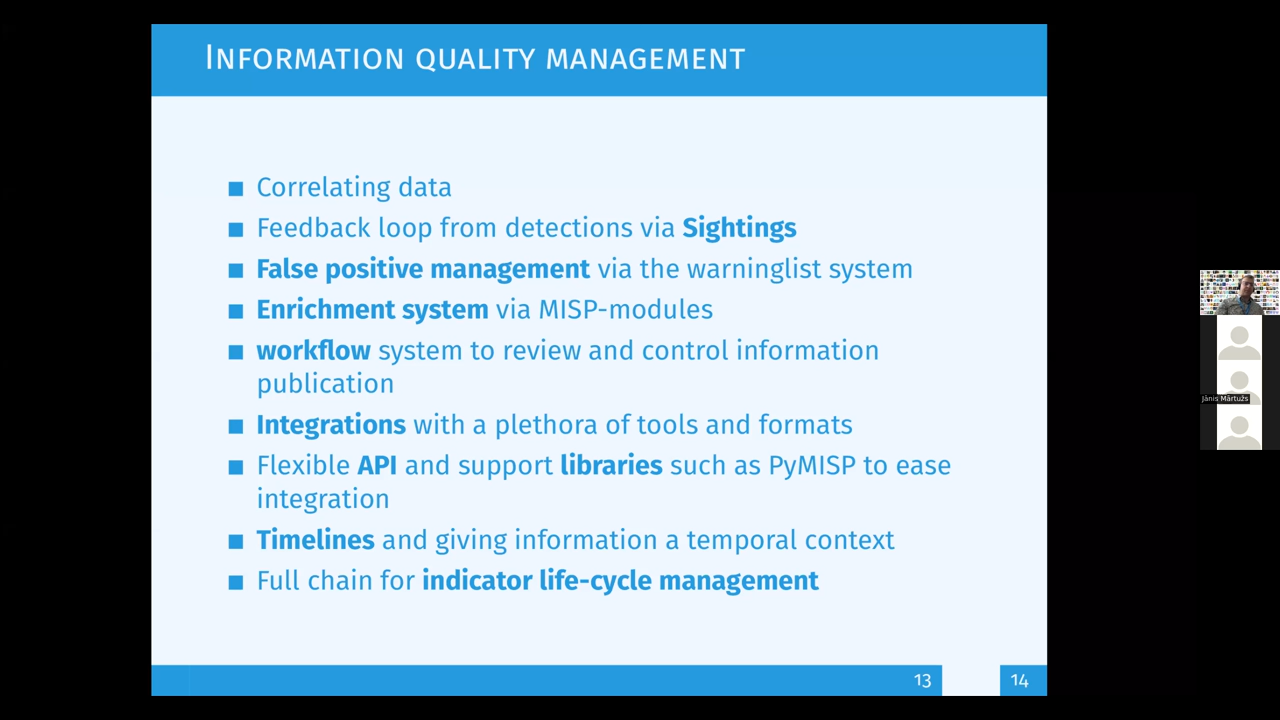 INFORMATION QUALITY MANAGEMENT
■ Correlating data
■ Feedback loop from detections via Sightings
■ False positive management via the warninglist system
■ Enrichment system via MISP-modules
■ workflow system to review and control information
publication
■ Integrations with a plethora of tools and formats
■ Flexible API and support libraries such as PyMISP to ease
integration
■ Timelines and giving information a temporal context
■ Full chain for indicator life-cycle management
13 14
Jānis Mārtužs